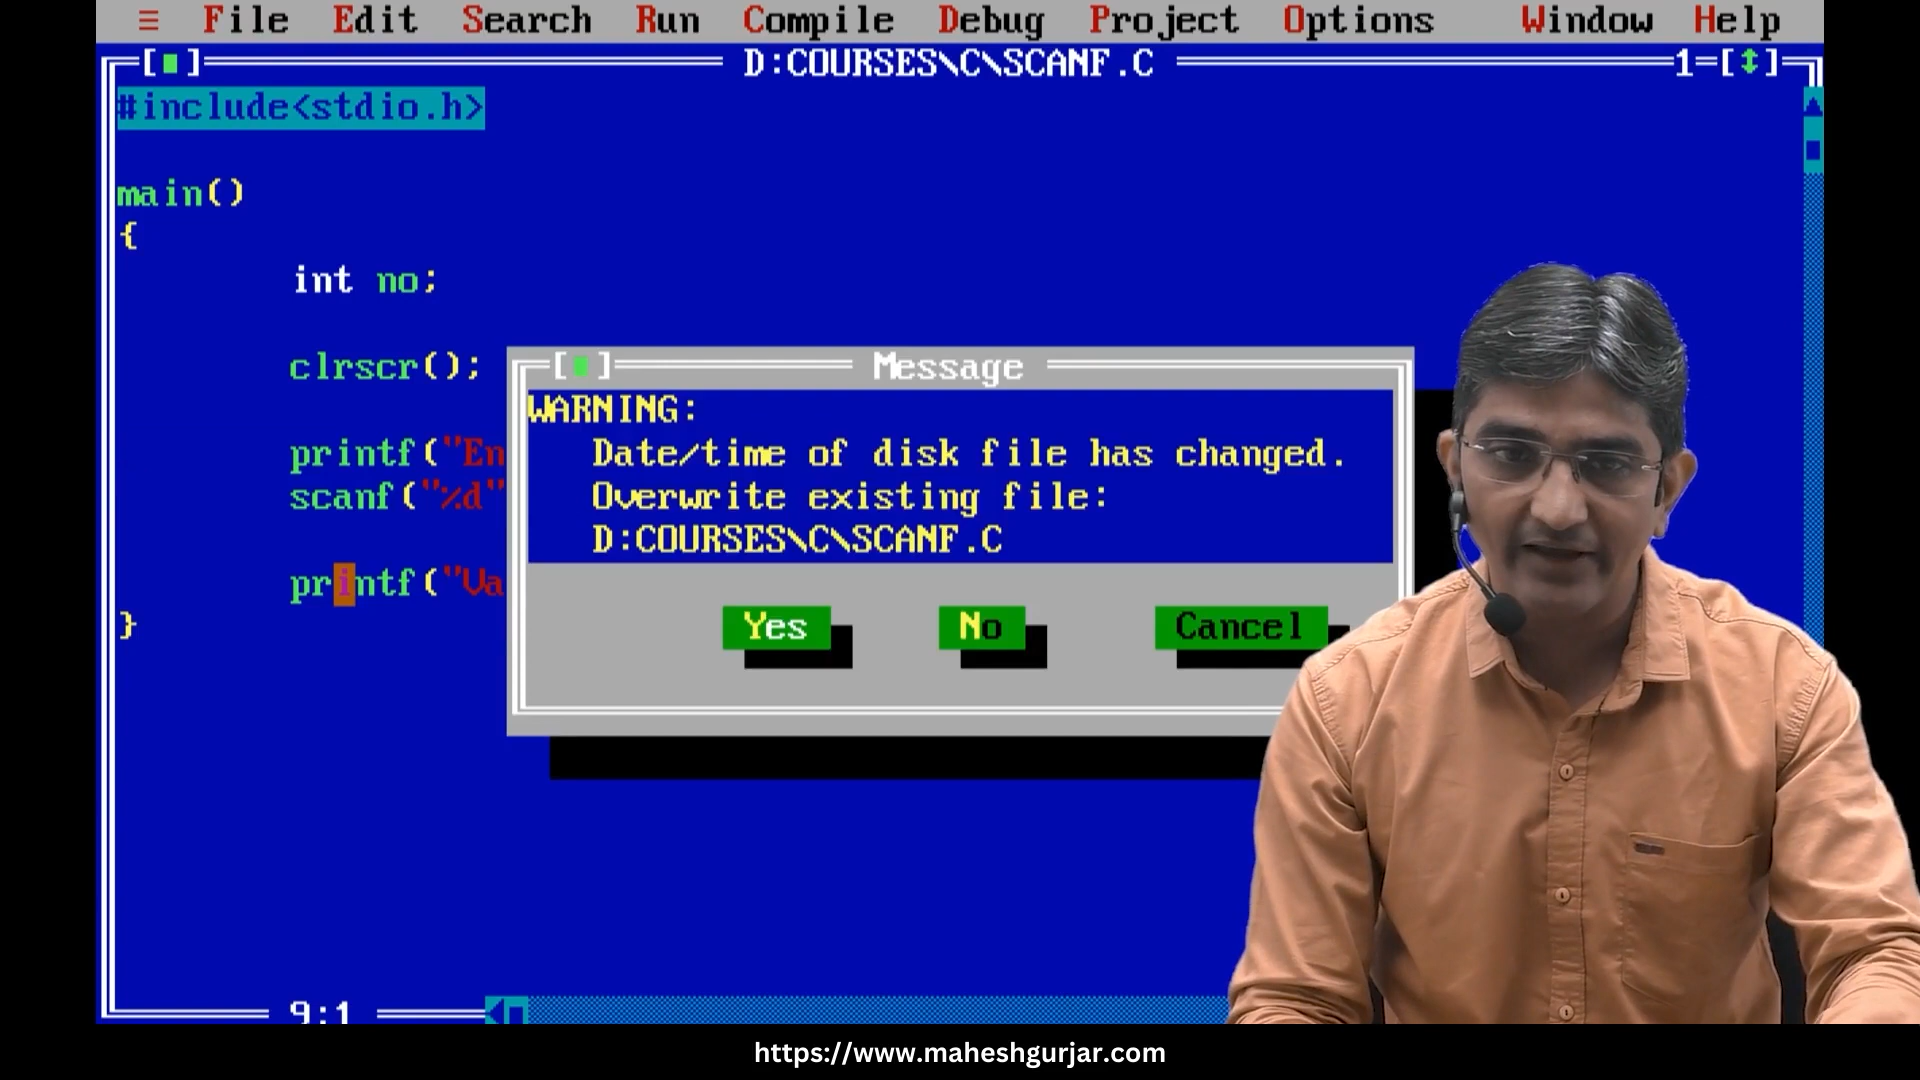 ≡ File Edit Search Run Compile Debug Project Options Window Help
[■] D:COURSES\C\SCANF.C 1=[↕]
#include<stdio.h>
main()
{
int no;
clrscr();
printf("En
scanf("%d"
printf("Va
}
[■] Message
WARNING:
Date/time of disk file has changed.
Overwrite existing file:
D:COURSES\C\SCANF.C
Yes No Cancel
9:1
https://www.maheshgurjar.com